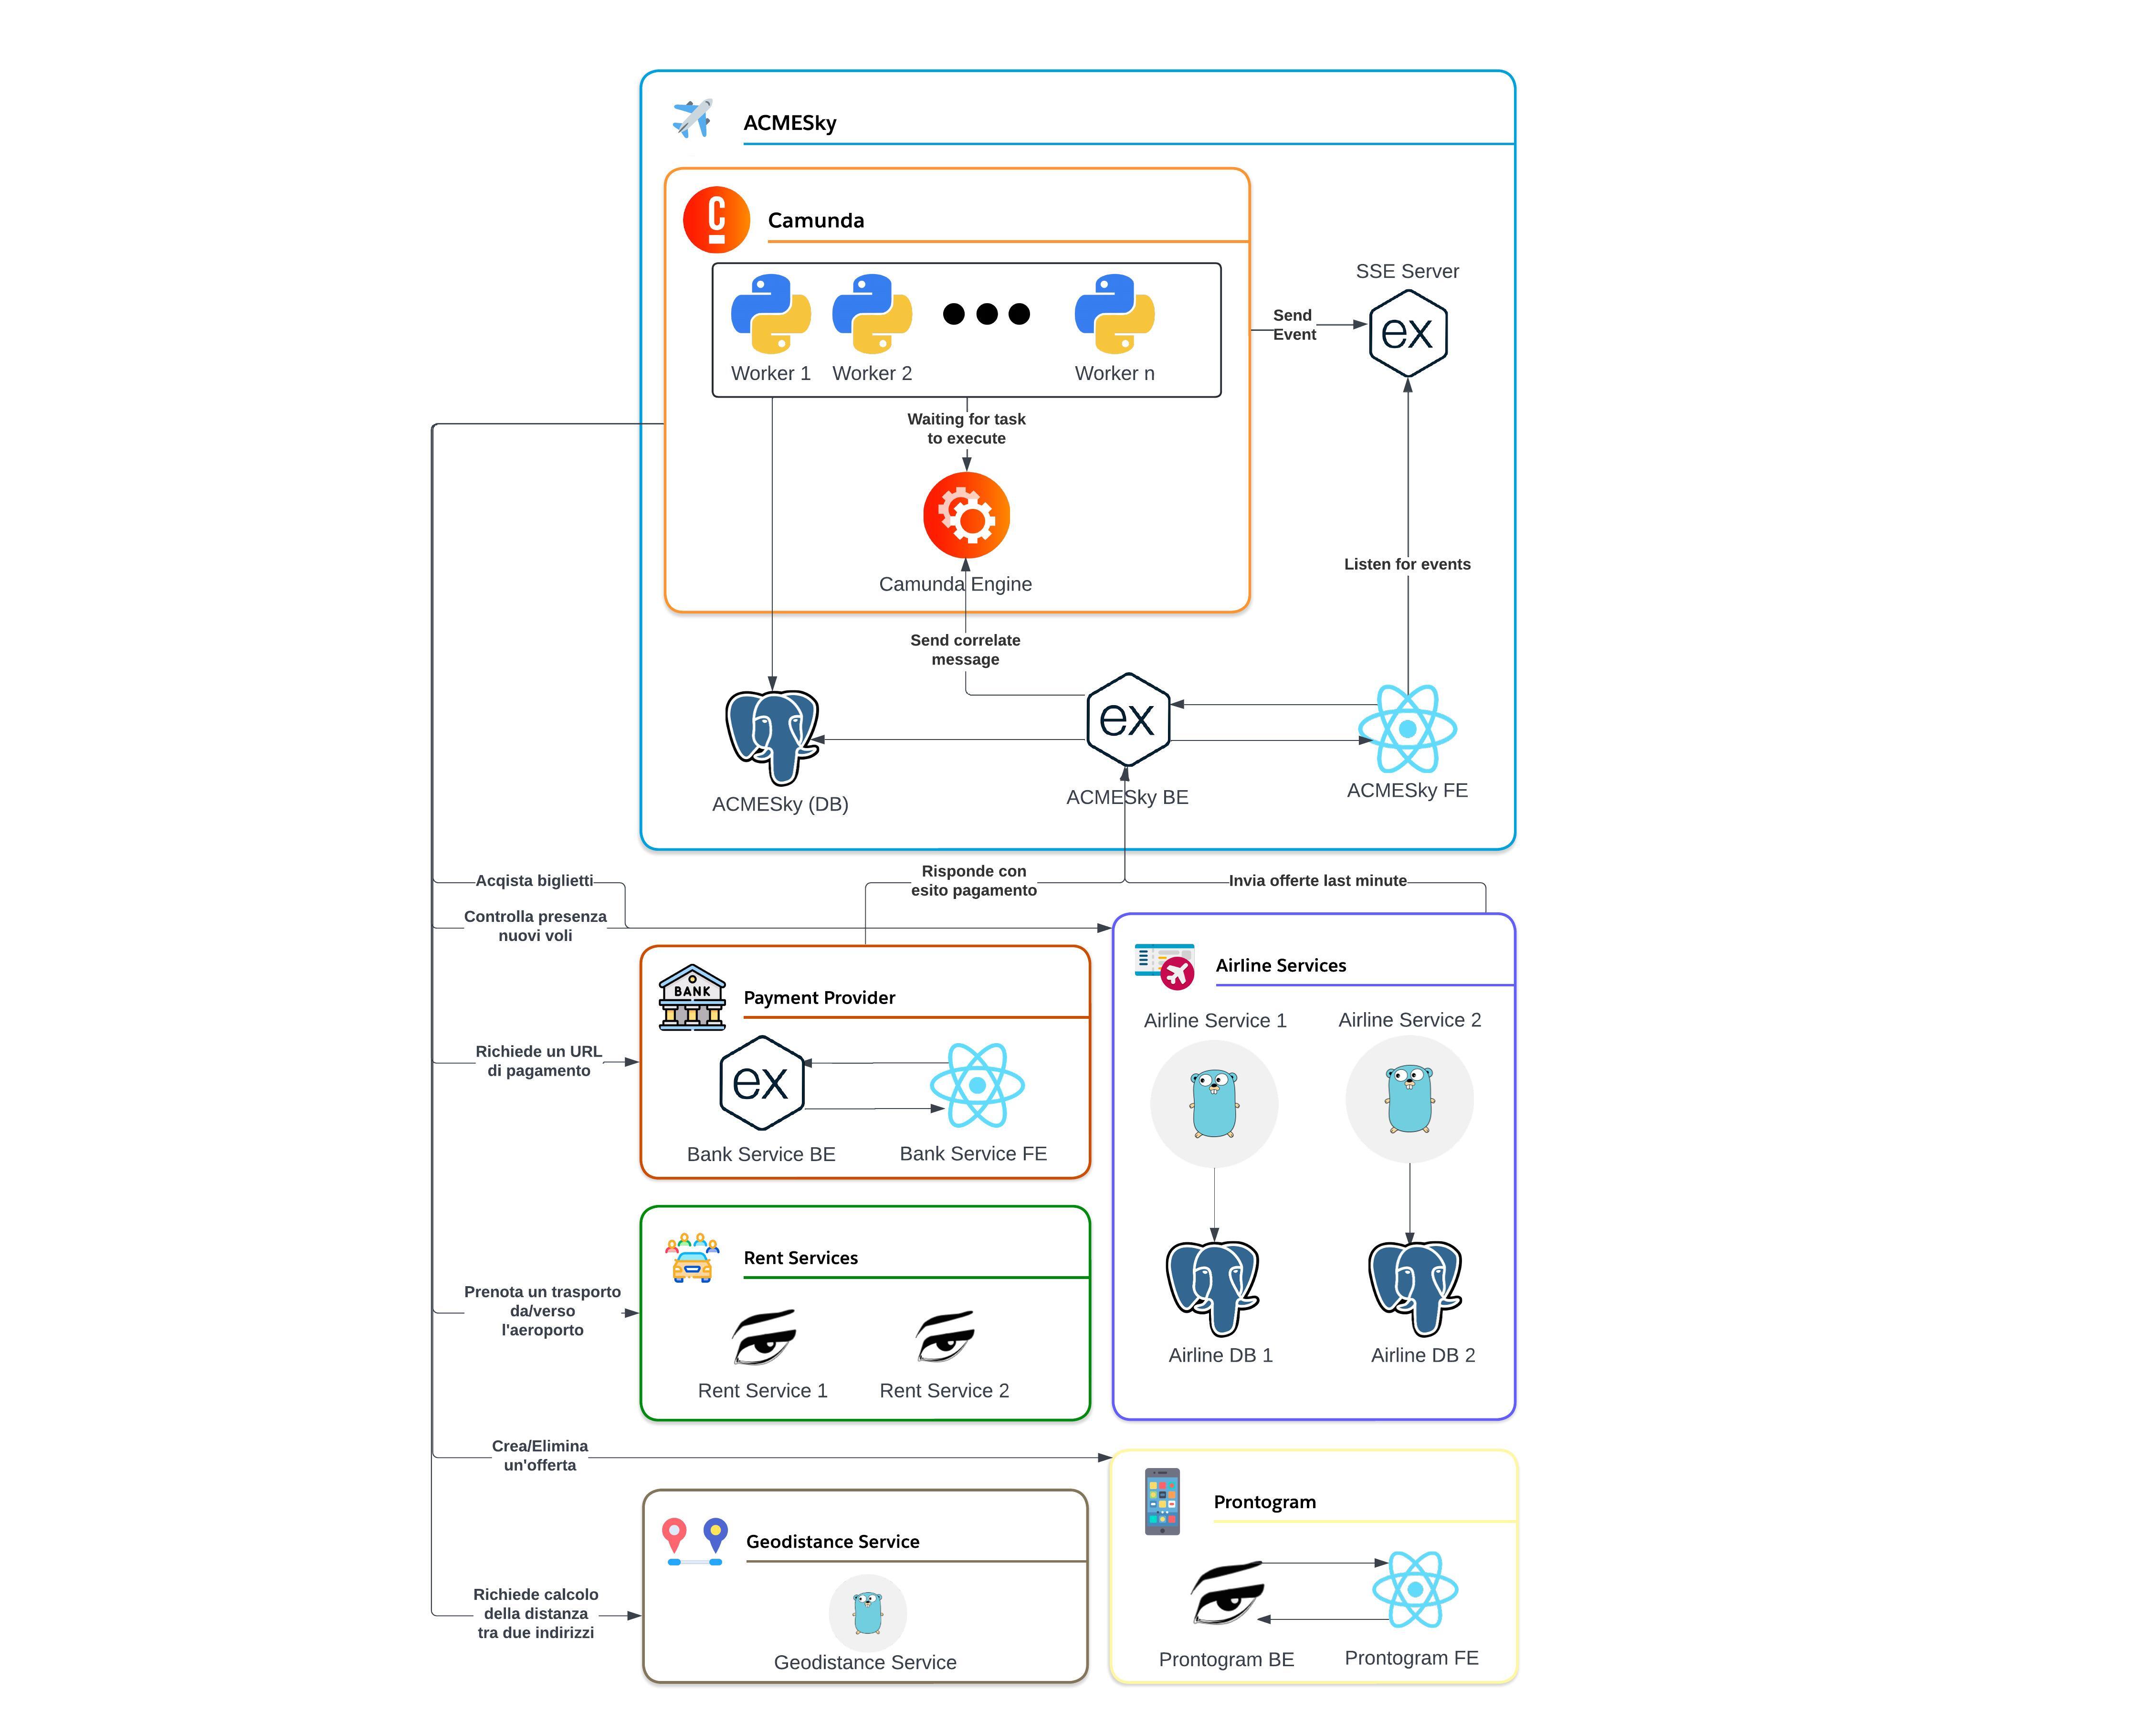 ACMESky
Camunda
Worker 1
Worker 2
Worker n
SSE Server
ex
Send
Event
Waiting for task
to execute
Camunda Engine
Listen for events
Send correlate
message
ex
ACMESky (DB)
ACMESky BE
ACMESky FE
Acqista biglietti
Risponde con
esito pagamento
Invia offerte last minute
Controlla presenza
nuovi voli
BANK
Payment Provider
Airline Services
Airline Service 1
Airline Service 2
Richiede un URL
di pagamento
ex
Bank Service BE
Bank Service FE
Rent Services
Prenota un trasporto
da/verso
l'aeroporto
Rent Service 1
Rent Service 2
Airline DB 1
Airline DB 2
Crea/Elimina
un'offerta
Prontogram
Geodistance Service
Richiede calcolo
della distanza
tra due indirizzi
Geodistance Service
Prontogram BE
Prontogram FE